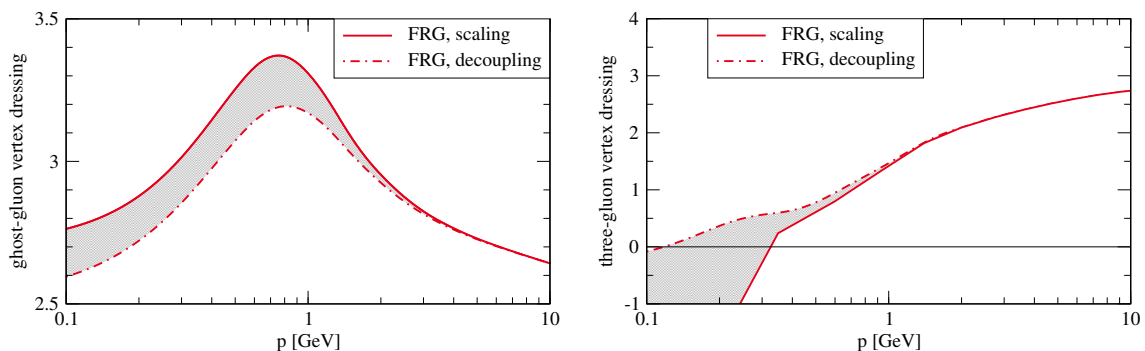 3.5
3
2.5
ghost-gluon vertex dressing
FRG, scaling
FRG, decoupling
0.1
1
10
p [GeV]
4
3
2
1
0
-1
three-gluon vertex dressing
FRG, scaling
FRG, decoupling
0.1
1
10
p [GeV]